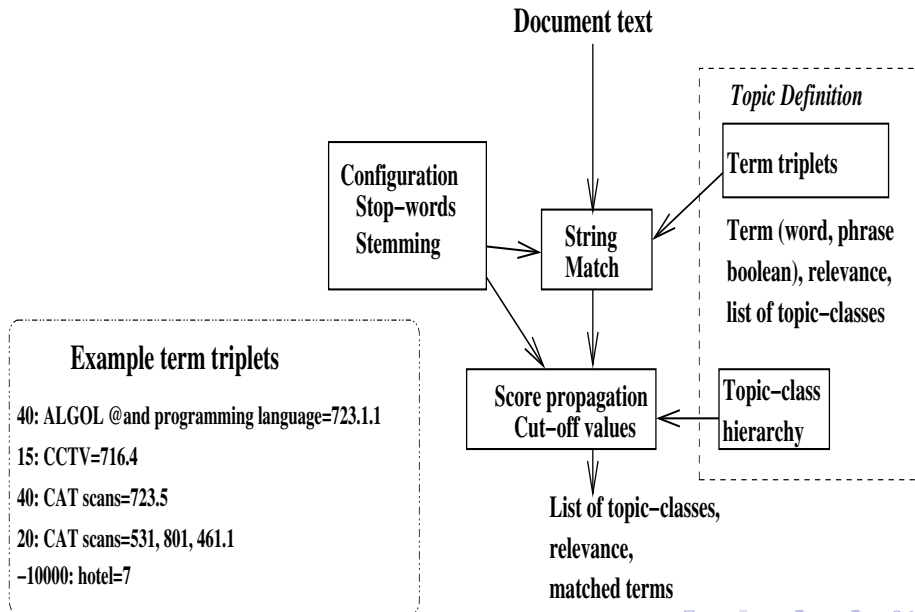 Document text
Topic Definition
Term triplets
Configuration
Stop−words
Stemming
String
Match
Term (word, phrase
boolean), relevance,
list of topic−classes
Example term triplets
40: ALGOL @and programming language=723.1.1
15: CCTV=716.4
40: CAT scans=723.5
20: CAT scans=531, 801, 461.1
−10000: hotel=7
Score propagation
Cut−off values
Topic−class
hierarchy
List of topic−classes,
relevance,
matched terms